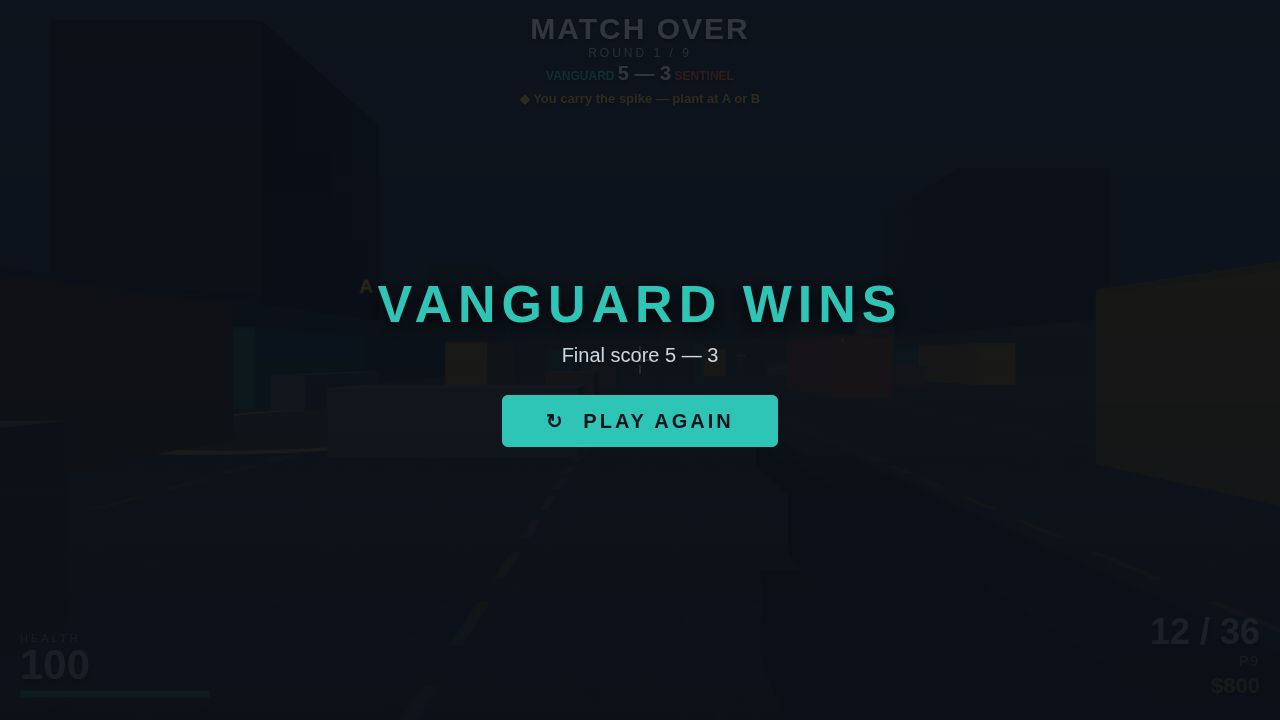 MATCH OVER
ROUND 1 / 9
VANGUARD 5 — 3 SENTINEL
◆ You carry the spike — plant at A or B
A
VANGUARD WINS
Final score 5 — 3
↻ PLAY AGAIN
HEALTH
100
12 / 36
P9
$800